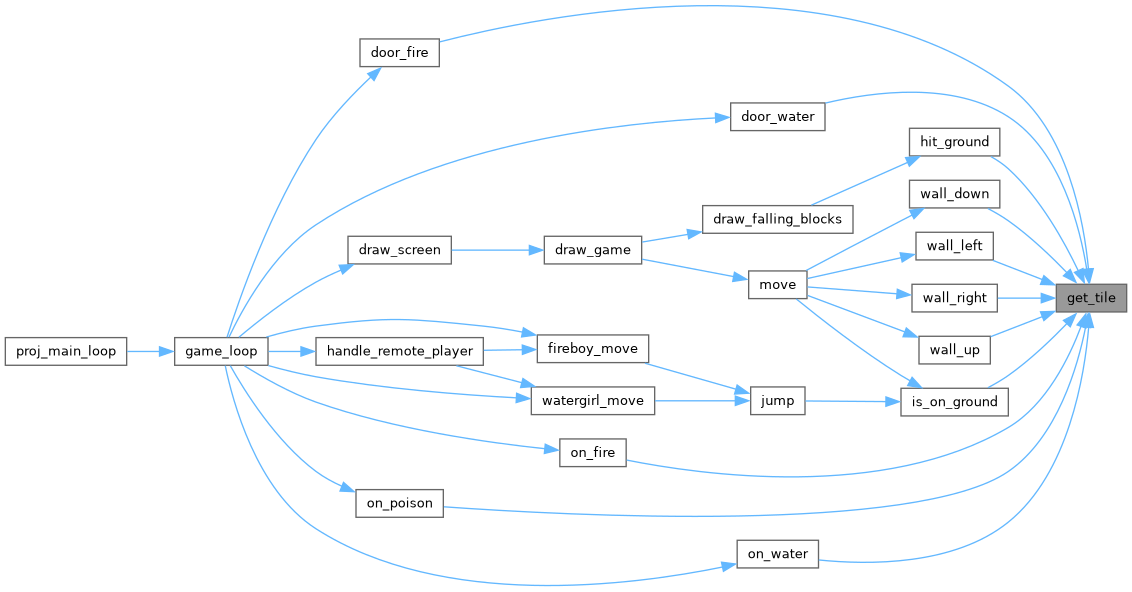 door_fire
door_water
hit_ground
wall_down
draw_falling_blocks
draw_screen
draw_game
wall_left
move
wall_right
get_tile
proj_main_loop
game_loop
handle_remote_player
fireboy_move
wall_up
watergirl_move
jump
is_on_ground
on_fire
on_poison
on_water